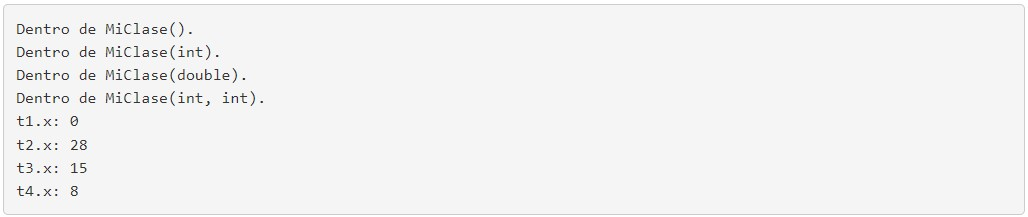 Dentro de MiClase().
Dentro de MiClase(int).
Dentro de MiClase(double).
Dentro de MiClase(int, int).
t1.x: 0
t2.x: 28
t3.x: 15
t4.x: 8